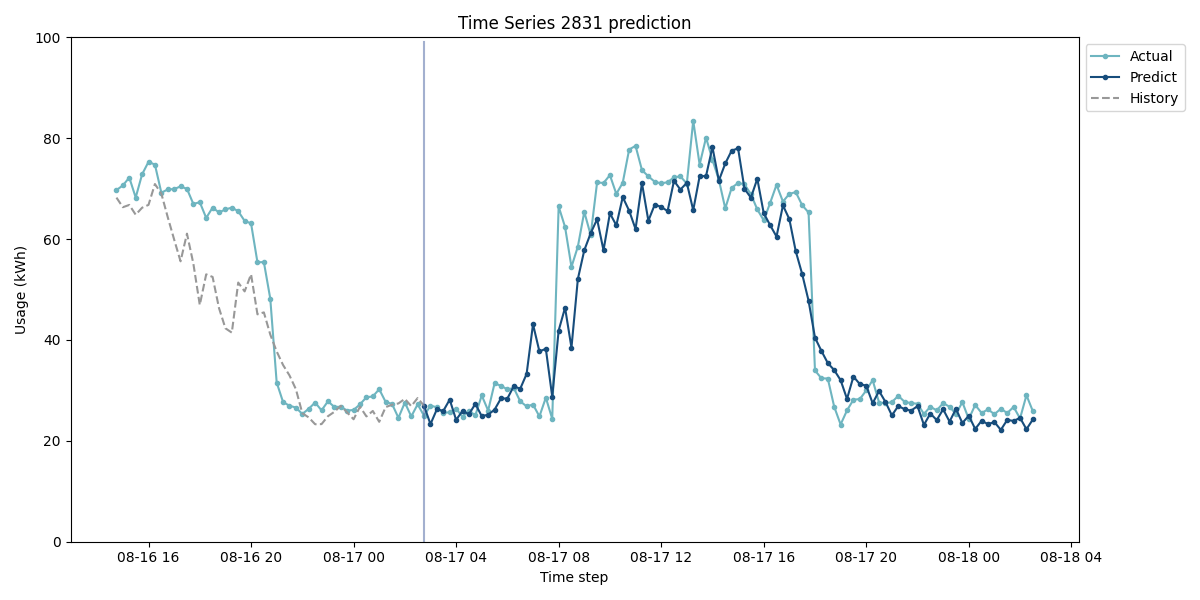 Time Series 2831 prediction
Usage (kWh)
100
80
60
40
20
0
08-16 16
08-16 20
08-17 00
08-17 04
08-17 08
08-17 12
08-17 16
08-17 20
08-18 00
08-18 04
Time step
Actual
Predict
History